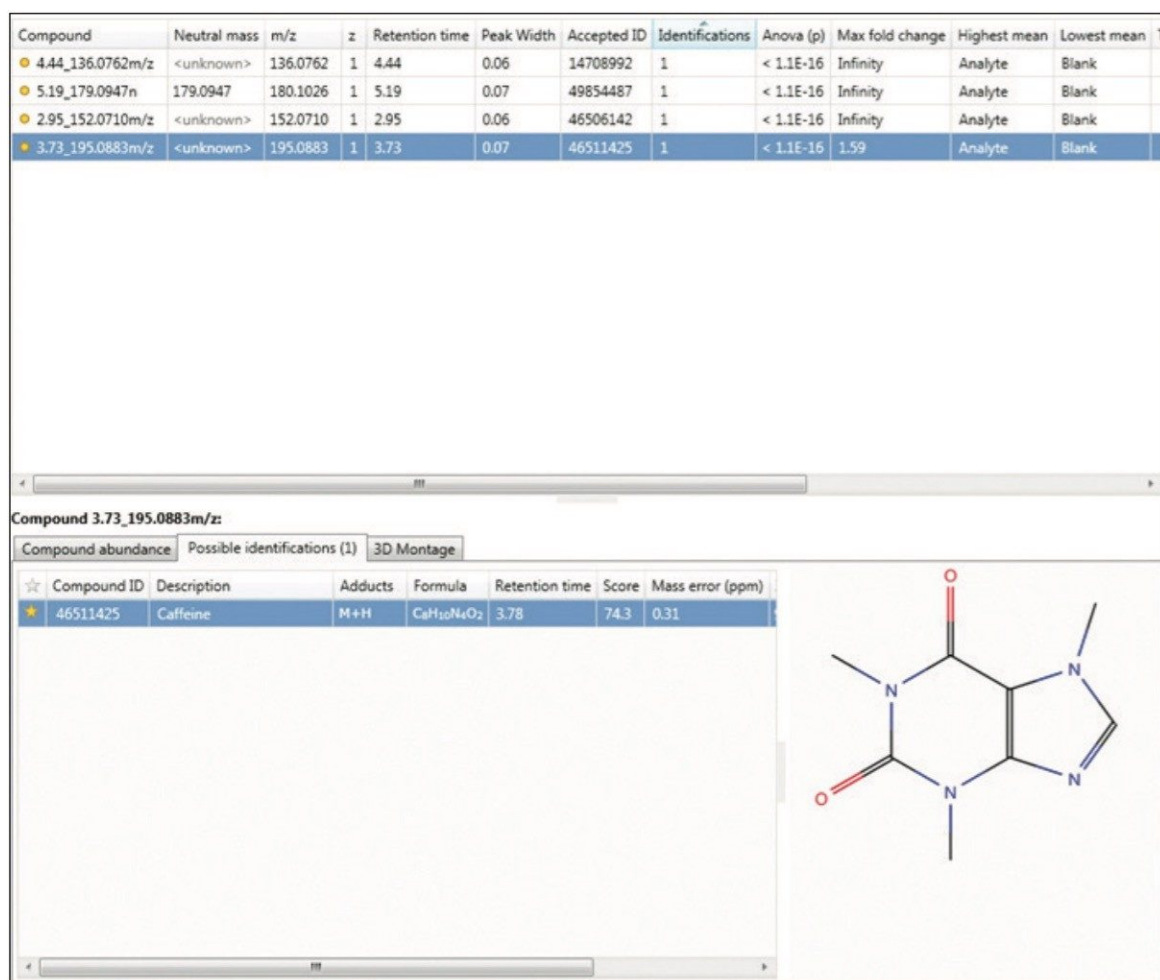 Compound Neutral mass m/z z Retention time Peak Width Accepted ID Identifications Anova (p) Max fold change Highest mean Lowest mean
4.44_136.0762m/z <unknown> 136.0762 1 4.44 0.06 14708992 1 < 1.1E-16 Infinity Analyte Blank
5.19_179.0947n 179.0947 180.1026 1 5.19 0.07 49854487 1 < 1.1E-16 Infinity Analyte Blank
2.95_152.0710m/z <unknown> 152.0710 1 2.95 0.06 46506142 1 < 1.1E-16 Infinity Analyte Blank
3.73_195.0883m/z <unknown> 195.0883 1 3.73 0.07 46511425 1 < 1.1E-16 1.59 Analyte Blank
Compound 3.73_195.0883m/z:
Compound abundance Possible identifications (1) 3D Montage
Compound ID Description Adducts Formula Retention time Score Mass error (ppm)
46511425 Caffeine M+H C₈H₁₀N₄O₂ 3.78 74.3 0.31
O
N
N
N
N
O